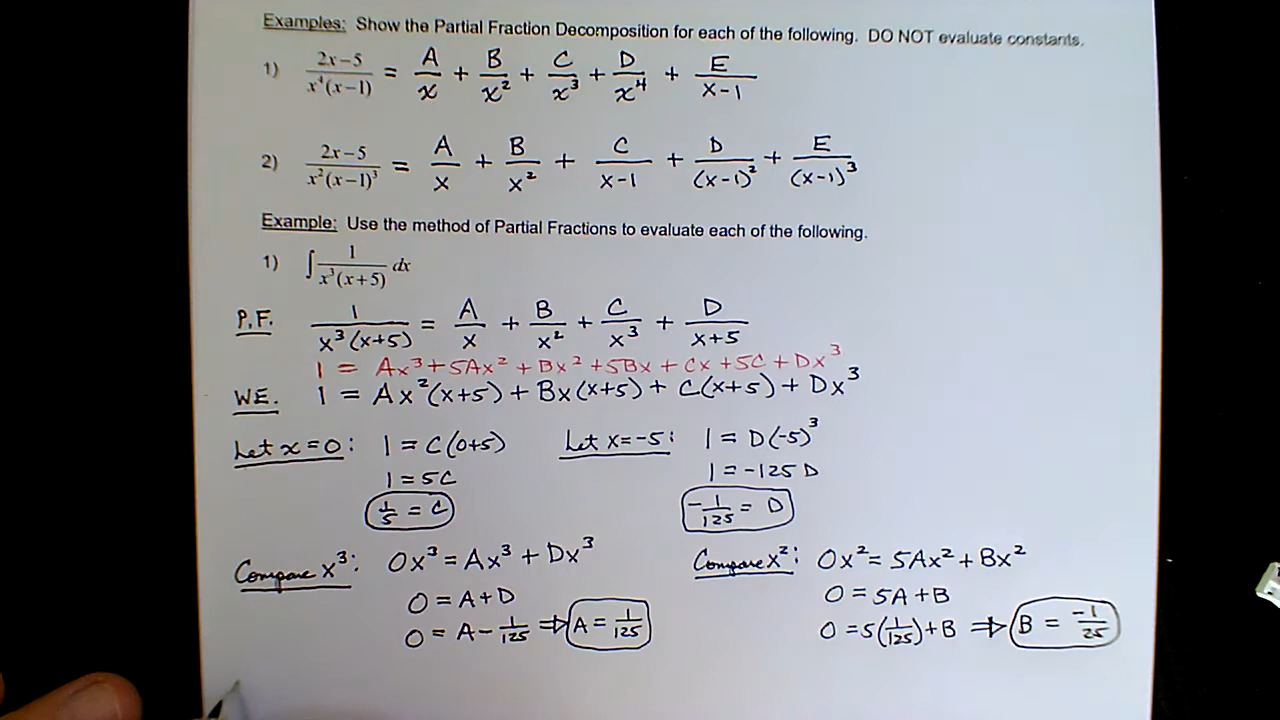 Examples: Show the Partial Fraction Decomposition for each of the following. DO NOT evaluate constants.
1) (2x-5)/(x⁴(x-1)) = A/x + B/x² + C/x³ + D/x⁴ + E/(x-1)
2) (2x-5)/(x²(x-1)³) = A/x + B/x² + C/(x-1) + D/(x-1)² + E/(x-1)³
Example: Use the method of Partial Fractions to evaluate each of the following.
1) ∫ 1/(x³(x+5)) dx
P.F. 1/(x³(x+5)) = A/x + B/x² + C/x³ + D/(x+5)
1 = Ax³ + 5Ax² + Bx² + 5Bx + Cx + 5C + Dx³
WE. 1 = Ax²(x+5) + Bx(x+5) + C(x+5) + Dx³
Let x=0: 1 = C(0+5)
1 = 5C
1/5 = C
Let x=-5: 1 = D(-5)³
1 = -125D
-1/125 = D
Compare x³: 0x³ = Ax³ + Dx³
0 = A+D
0 = A - 1/125 ⇒ A = 1/125
Compare x²: 0x² = 5Ax² + Bx²
0 = 5A+B
0 = 5(1/125)+B ⇒ B = -1/25